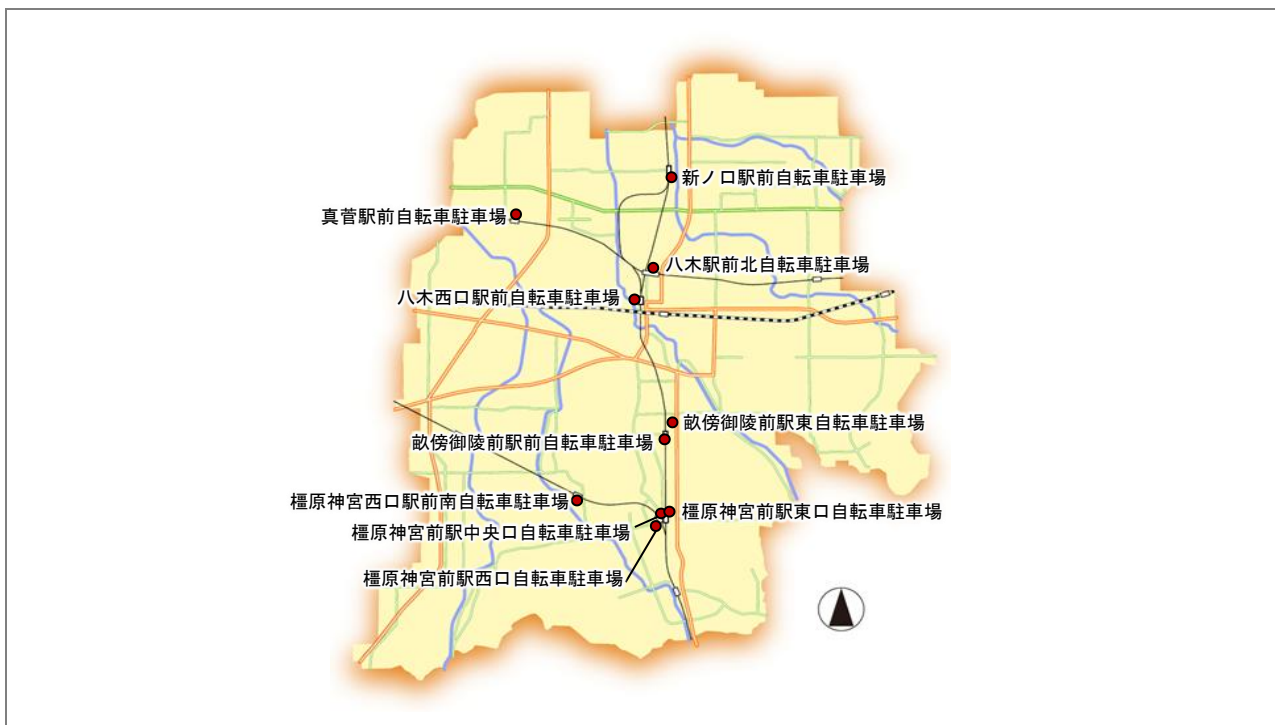 新ノ口駅前自転車駐車場
真菅駅前自転車駐車場
八木駅前北自転車駐車場
八木西口駅前自転車駐車場
畝傍御陵前駅東自転車駐車場
畝傍御陵前駅前自転車駐車場
橿原神宮西口駅前南自転車駐車場
橿原神宮前駅東口自転車駐車場
橿原神宮前駅中央口自転車駐車場
橿原神宮前駅西口自転車駐車場